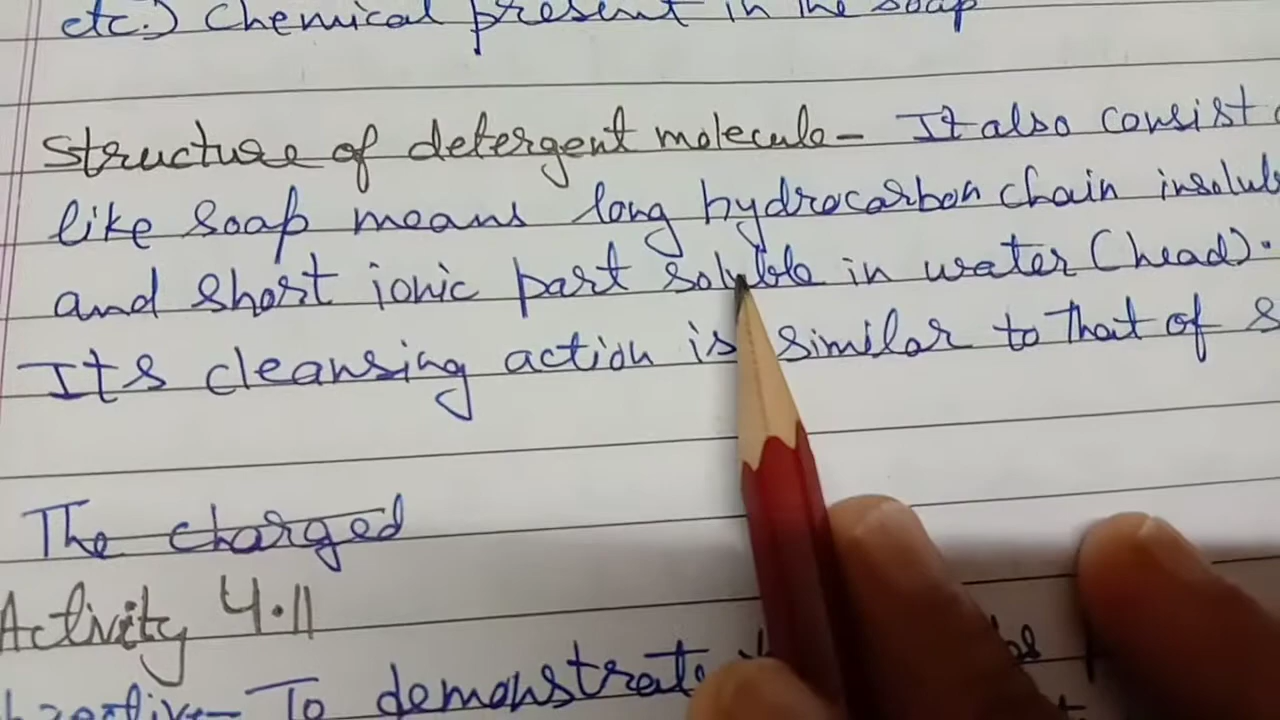 etc.) Chemical present in the soap
Structure of detergent molecule - It also consist
like soap means long hydrocarbon chain
and short ionic part soluble in water (head).
Its cleansing action is similar to that of
The charged
Activity 4.11
To demonstrate